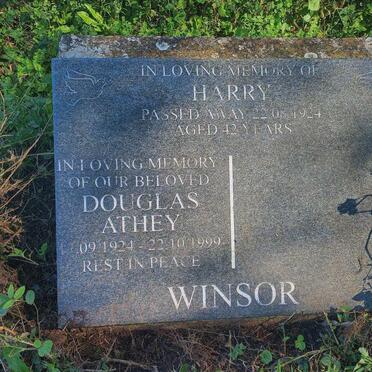 IN LOVING MEMORY OF
HARRY
PASSED AWAY 22.08.1924
AGED 42 YEARS
IN LOVING MEMORY
OF OUR BELOVED
DOUGLAS
ATHEY
09.1924 - 22.10.1999
REST IN PEACE
WINSOR